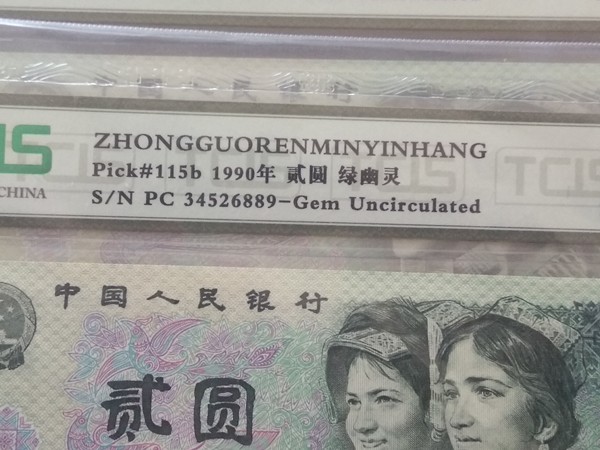 ZHONGGUORENMINYINHANG
Pick#115b 1990年 贰圆 绿幽灵
S/N PC 34526889-Gem Uncirculated
CHINA
TCIS
中国人民银行
贰圆